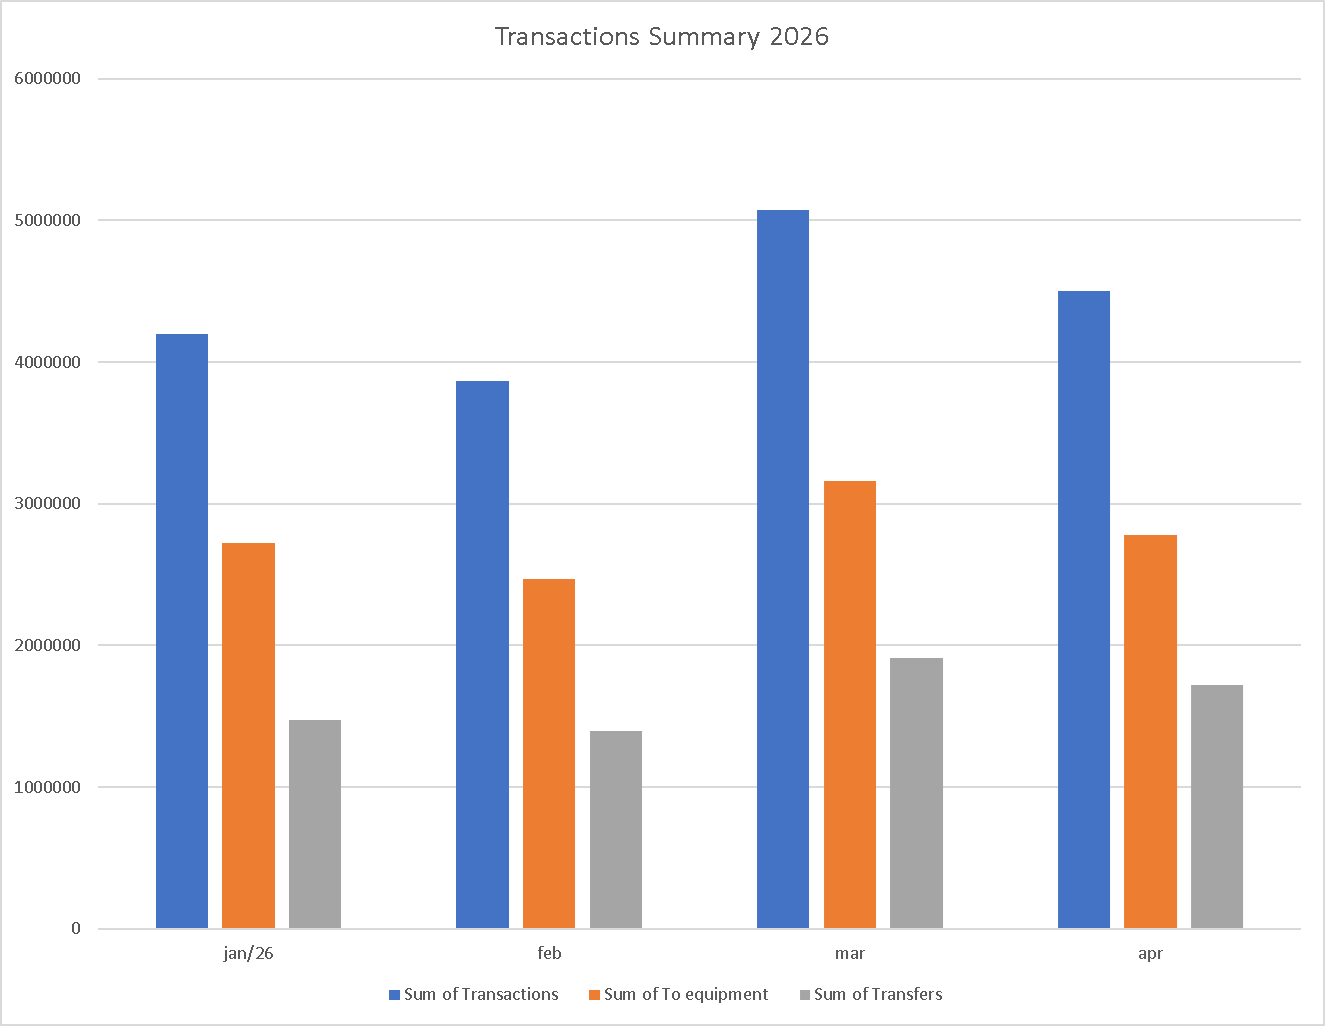 Transactions Summary 2026
6000000
5000000
4000000
3000000
2000000
1000000
0
jan/26 feb mar apr
Sum of Transactions Sum of To equipment Sum of Transfers